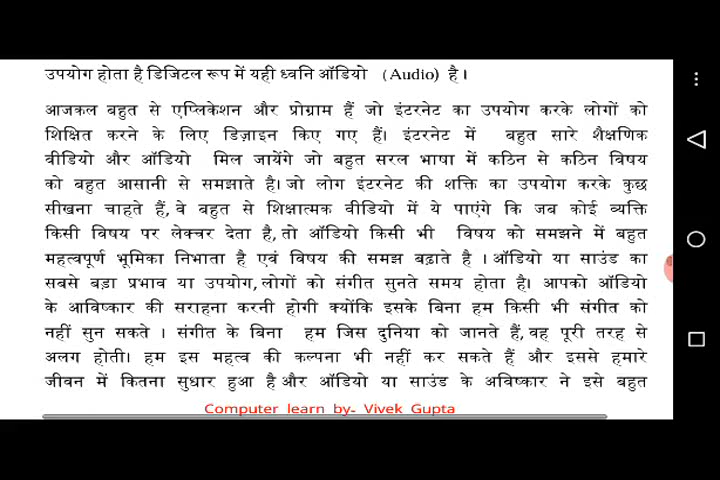 उपयोग होता है डिजिटल रूप में यही ध्वनि ऑडियो (Audio) है।
आजकल बहुत से एप्लिकेशन और प्रोग्राम हैं जो इंटरनेट का उपयोग करके लोगों को
शिक्षित करने के लिए डिज़ाइन किए गए हैं। इंटरनेट में बहुत सारे शैक्षणिक
वीडियो और ऑडियो मिल जायेंगे जो बहुत सरल भाषा में कठिन से कठिन विषय
को बहुत आसानी से समझाते है। जो लोग इंटरनेट की शक्ति का उपयोग करके कुछ
सीखना चाहते हैं, वे बहुत से शिक्षात्मक वीडियो में ये पाएंगे कि जब कोई व्यक्ति
किसी विषय पर लेक्चर देता है, तो ऑडियो किसी भी विषय को समझने में बहुत
महत्वपूर्ण भूमिका निभाता है एवं विषय की समझ बढ़ाते है । ऑडियो या साउंड का
सबसे बड़ा प्रभाव या उपयोग, लोगों को संगीत सुनते समय होता है। आपको ऑडियो
के आविष्कार की सराहना करनी होगी क्योंकि इसके बिना हम किसी भी संगीत को
नहीं सुन सकते । संगीत के बिना हम जिस दुनिया को जानते हैं, वह पूरी तरह से
अलग होती। हम इस महत्व की कल्पना भी नहीं कर सकते हैं और इससे हमारे
जीवन में कितना सुधार हुआ है और ऑडियो या साउंड के अविष्कार ने इसे बहुत
Computer learn by- Vivek Gupta